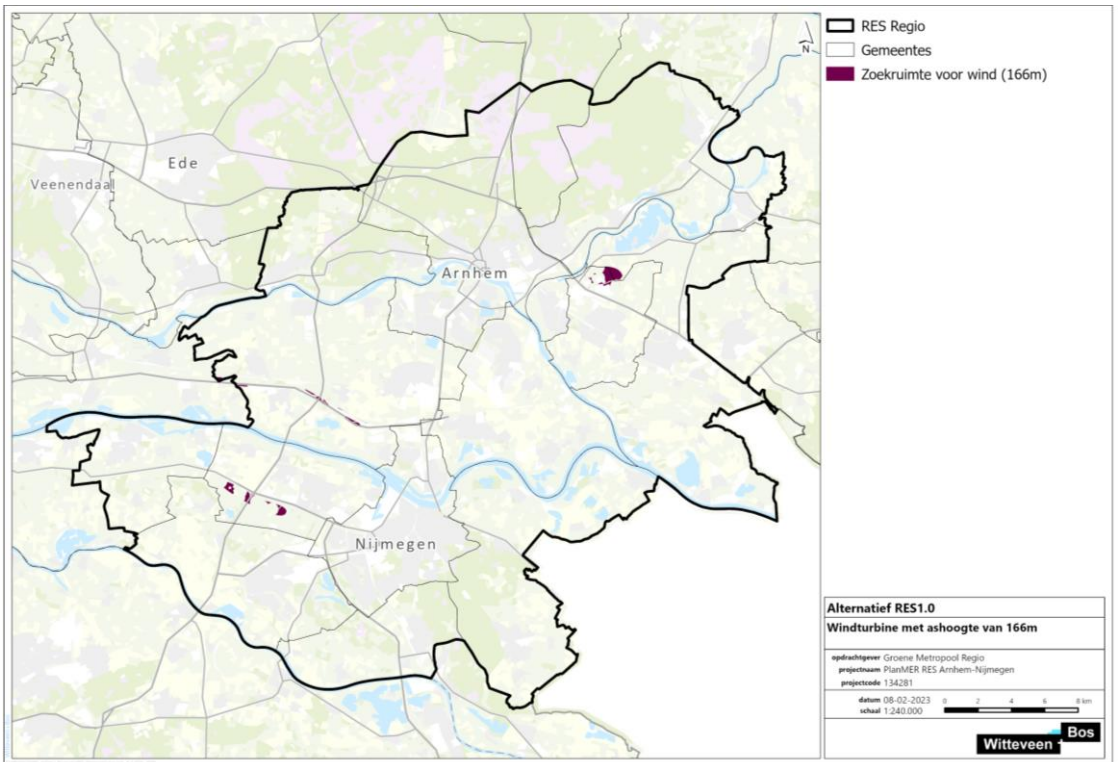 N
RES Regio
Gemeentes
Zoekruimte voor wind (166m)
Ede
Veenendaal
Arnhem
Nijmegen
Alternatief RES1.0
Windturbine met ashoogte van 166m
opdrachtgever Groene Metropool Regio
projectnaam PlanMER RES Arnhem-Nijmegen
projectcode 134281
datum 08-02-2023
schaal 1:240.000
0 2 4 6 8 km
Witteveen + Bos